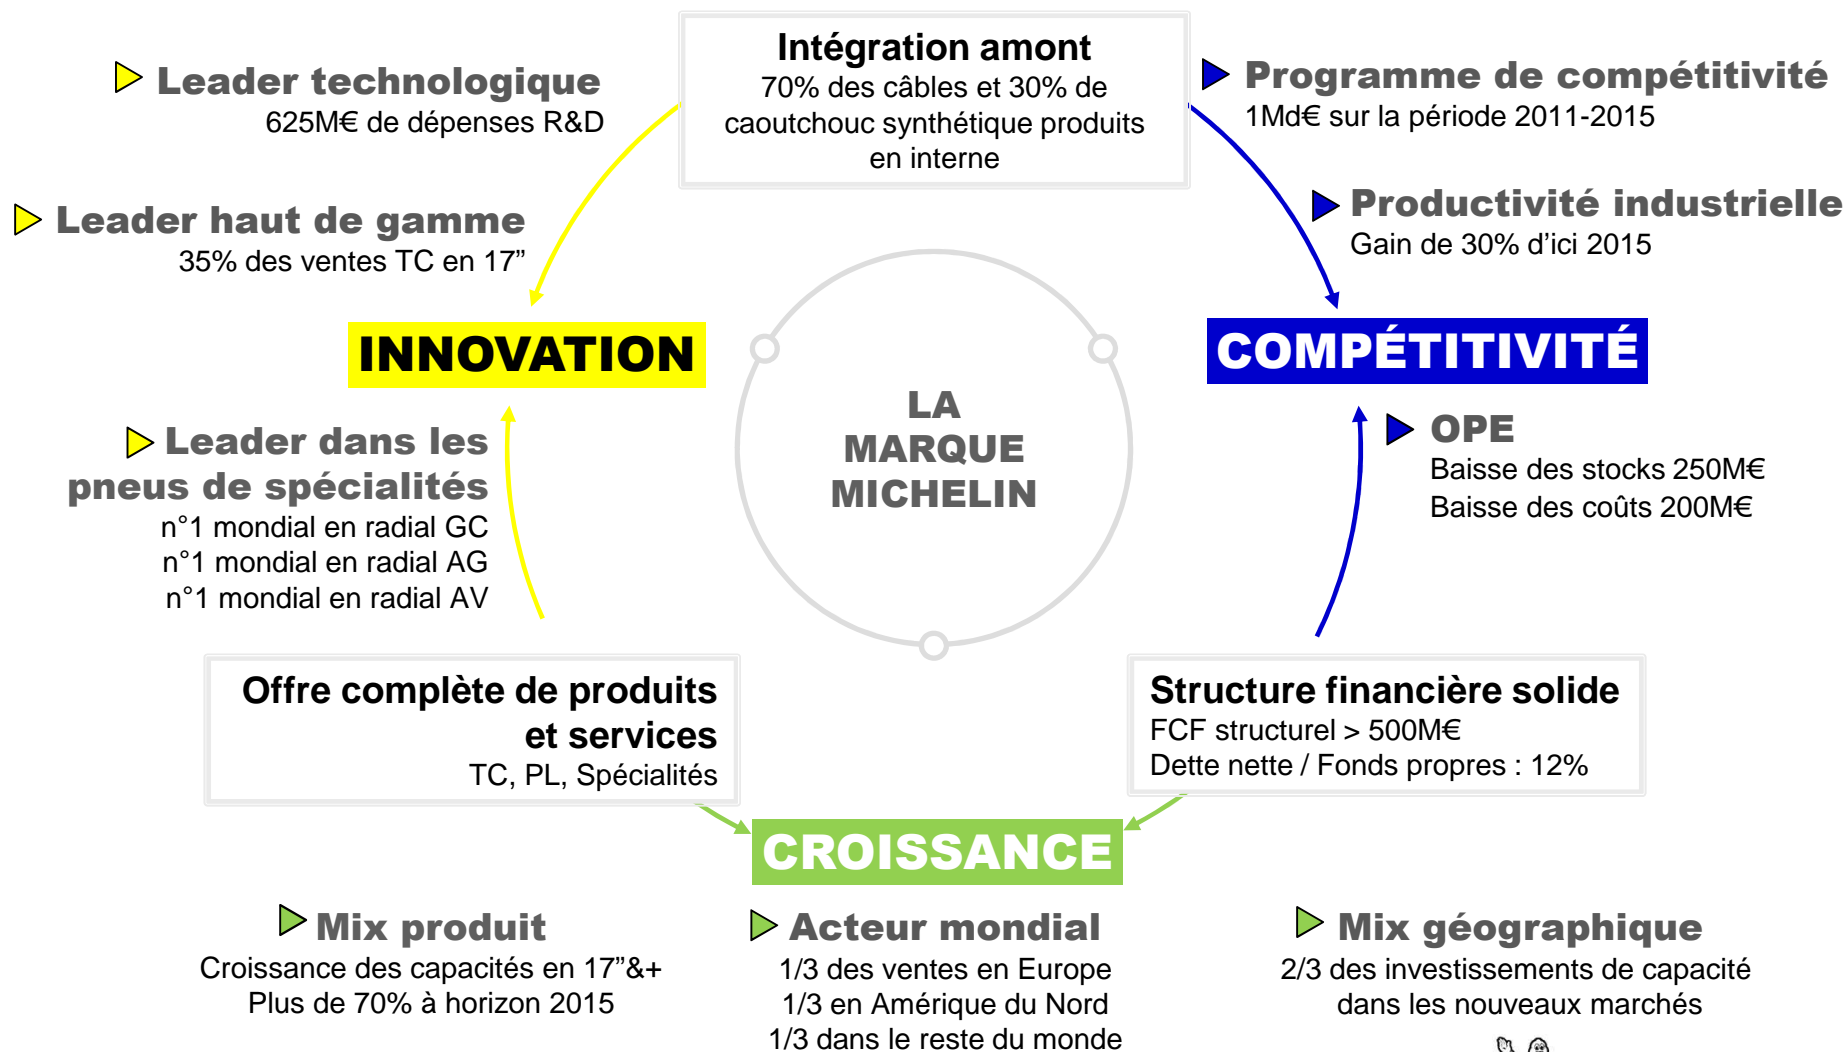 Intégration amont
70% des câbles et 30% de
caoutchouc synthétique produits
en interne
Leader technologique
625M€ de dépenses R&D
Leader haut de gamme
35% des ventes TC en 17”
INNOVATION
Leader dans les
pneus de spécialités
n°1 mondial en radial GC
n°1 mondial en radial AG
n°1 mondial en radial AV
Programme de compétitivité
1Md€ sur la période 2011-2015
Productivité industrielle
Gain de 30% d’ici 2015
COMPÉTITIVITÉ
OPE
Baisse des stocks 250M€
Baisse des coûts 200M€
LA
MARQUE
MICHELIN
Offre complète de produits
et services
TC, PL, Spécialités
Structure financière solide
FCF structurel > 500M€
Dette nette / Fonds propres : 12%
CROISSANCE
Mix produit
Croissance des capacités en 17”&+
Plus de 70% à horizon 2015
Acteur mondial
1/3 des ventes en Europe
1/3 en Amérique du Nord
1/3 dans le reste du monde
Mix géographique
2/3 des investissements de capacité
dans les nouveaux marchés